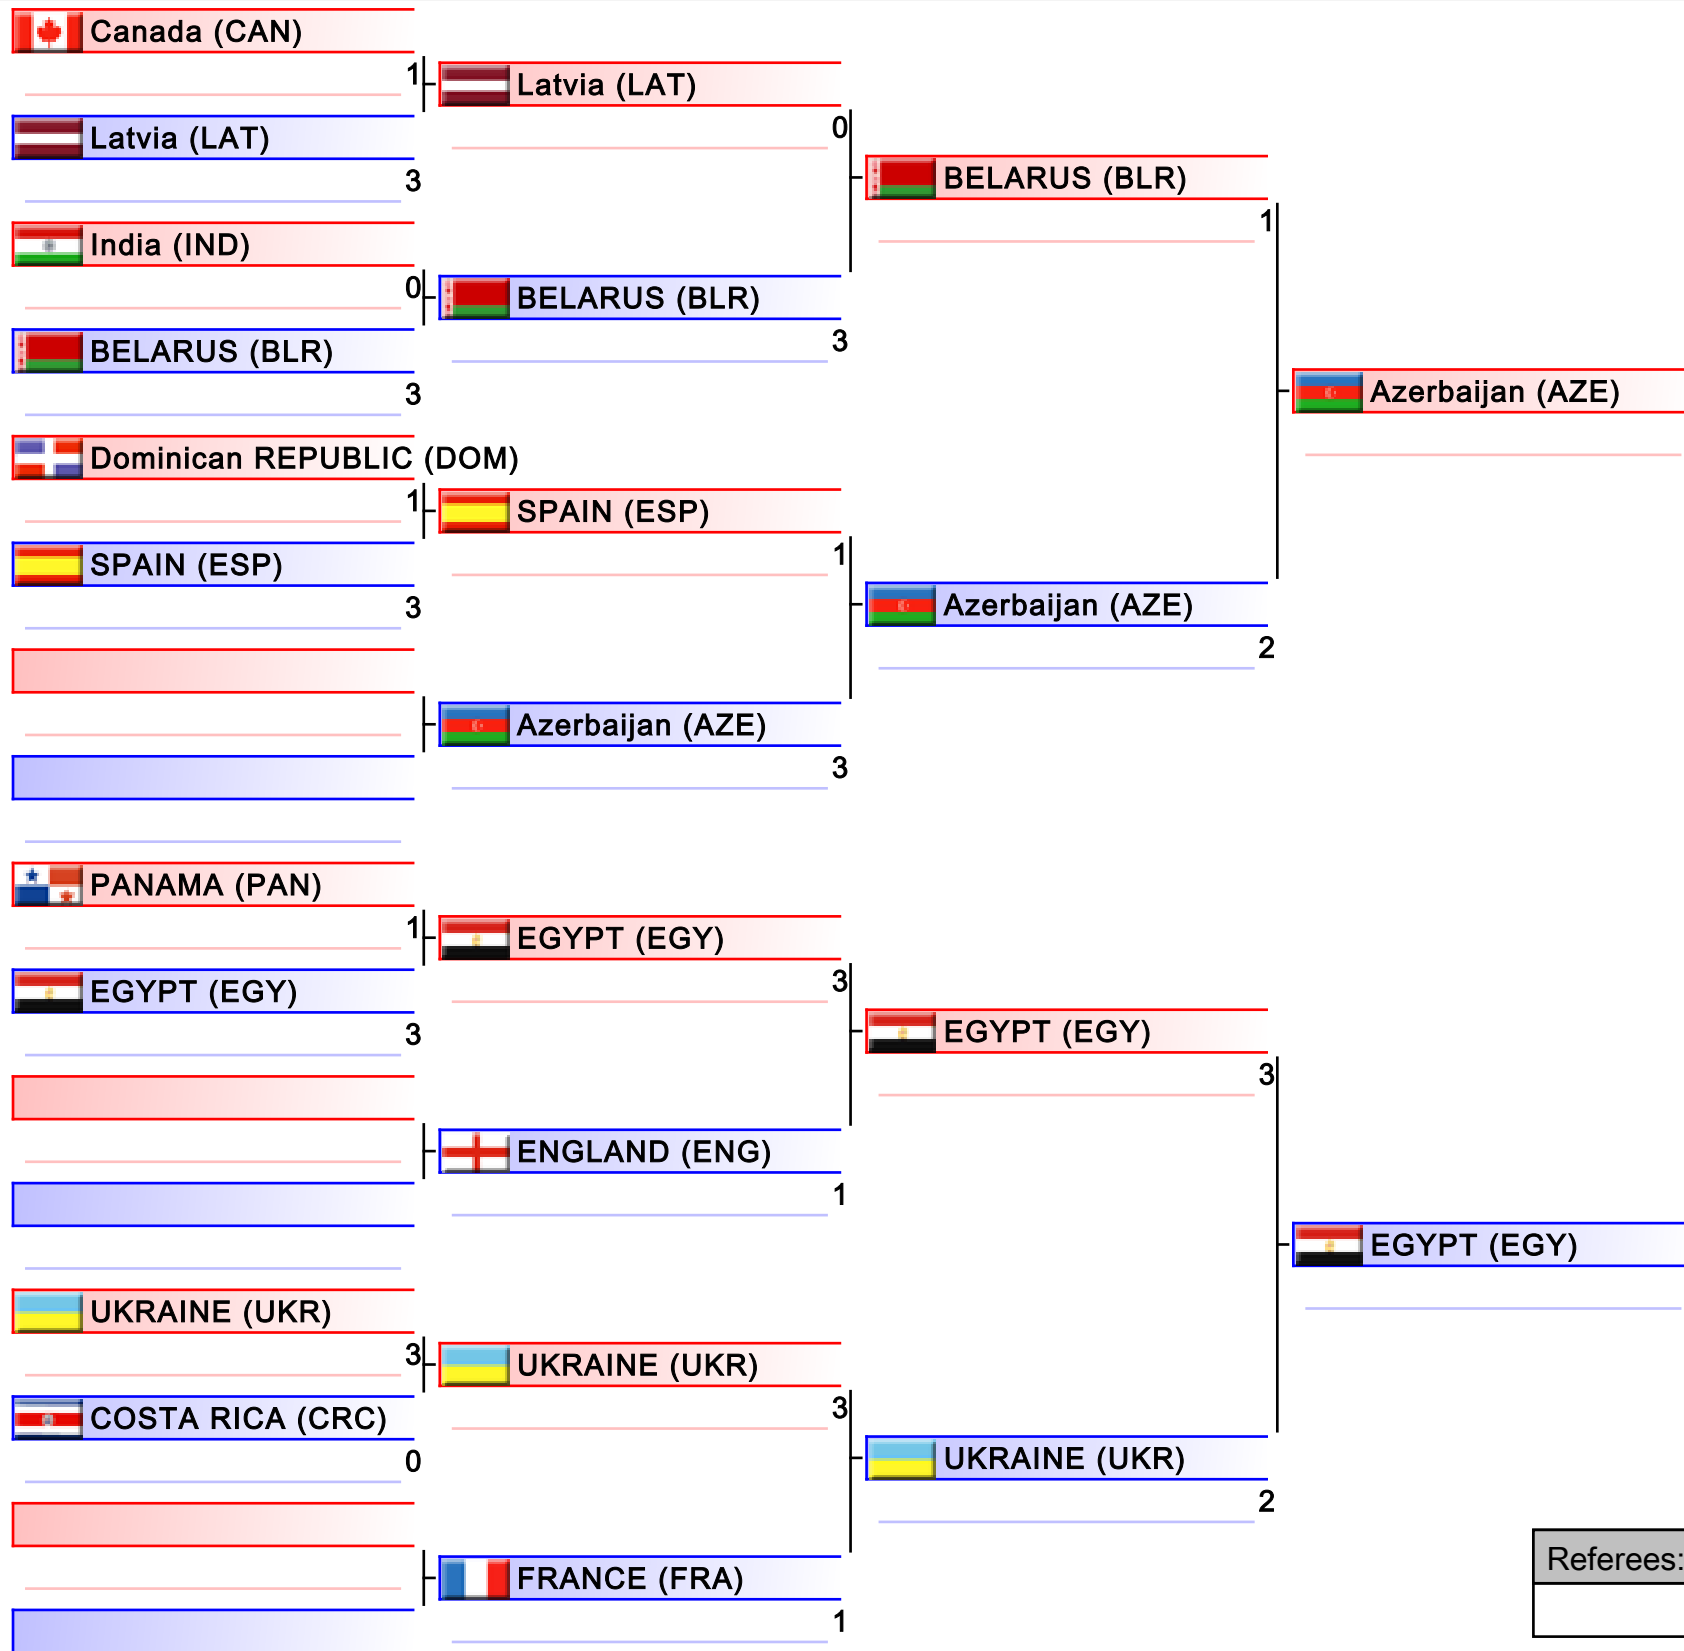 Canada (CAN)
1
Latvia (LAT)
3
India (IND)
0
BELARUS (BLR)
3
Dominican REPUBLIC (DOM)
1
SPAIN (ESP)
3
PANAMA (PAN)
1
EGYPT (EGY)
3
UKRAINE (UKR)
3
COSTA RICA (CRC)
0
Latvia (LAT)
0
BELARUS (BLR)
3
SPAIN (ESP)
1
Azerbaijan (AZE)
3
EGYPT (EGY)
3
ENGLAND (ENG)
1
UKRAINE (UKR)
3
FRANCE (FRA)
1
BELARUS (BLR)
1
Azerbaijan (AZE)
2
EGYPT (EGY)
3
UKRAINE (UKR)
2
Azerbaijan (AZE)
EGYPT (EGY)
Referees: